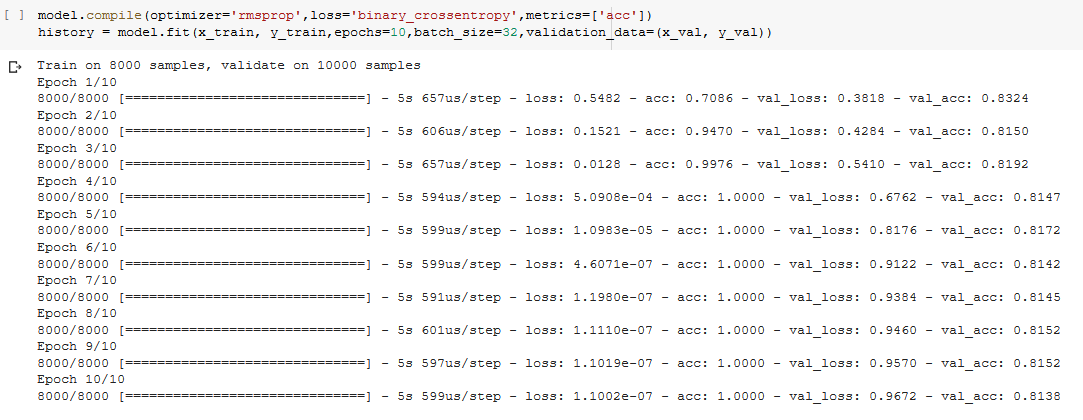 [ ] model.compile(optimizer='rmsprop',loss='binary_crossentropy',metrics=['acc'])
history = model.fit(x_train, y_train,epochs=10,batch_size=32,validation_data=(x_val, y_val))
Train on 8000 samples, validate on 10000 samples
Epoch 1/10
8000/8000 [==============================] - 5s 657us/step - loss: 0.5482 - acc: 0.7086 - val_loss: 0.3818 - val_acc: 0.8324
Epoch 2/10
8000/8000 [==============================] - 5s 606us/step - loss: 0.1521 - acc: 0.9470 - val_loss: 0.4284 - val_acc: 0.8150
Epoch 3/10
8000/8000 [==============================] - 5s 657us/step - loss: 0.0128 - acc: 0.9976 - val_loss: 0.5410 - val_acc: 0.8192
Epoch 4/10
8000/8000 [==============================] - 5s 594us/step - loss: 5.0908e-04 - acc: 1.0000 - val_loss: 0.6762 - val_acc: 0.8147
Epoch 5/10
8000/8000 [==============================] - 5s 599us/step - loss: 1.0983e-05 - acc: 1.0000 - val_loss: 0.8176 - val_acc: 0.8172
Epoch 6/10
8000/8000 [==============================] - 5s 599us/step - loss: 4.6071e-07 - acc: 1.0000 - val_loss: 0.9122 - val_acc: 0.8142
Epoch 7/10
8000/8000 [==============================] - 5s 591us/step - loss: 1.1980e-07 - acc: 1.0000 - val_loss: 0.9384 - val_acc: 0.8145
Epoch 8/10
8000/8000 [==============================] - 5s 601us/step - loss: 1.1110e-07 - acc: 1.0000 - val_loss: 0.9460 - val_acc: 0.8152
Epoch 9/10
8000/8000 [==============================] - 5s 597us/step - loss: 1.1019e-07 - acc: 1.0000 - val_loss: 0.9570 - val_acc: 0.8152
Epoch 10/10
8000/8000 [==============================] - 5s 599us/step - loss: 1.1002e-07 - acc: 1.0000 - val_loss: 0.9672 - val_acc: 0.8138